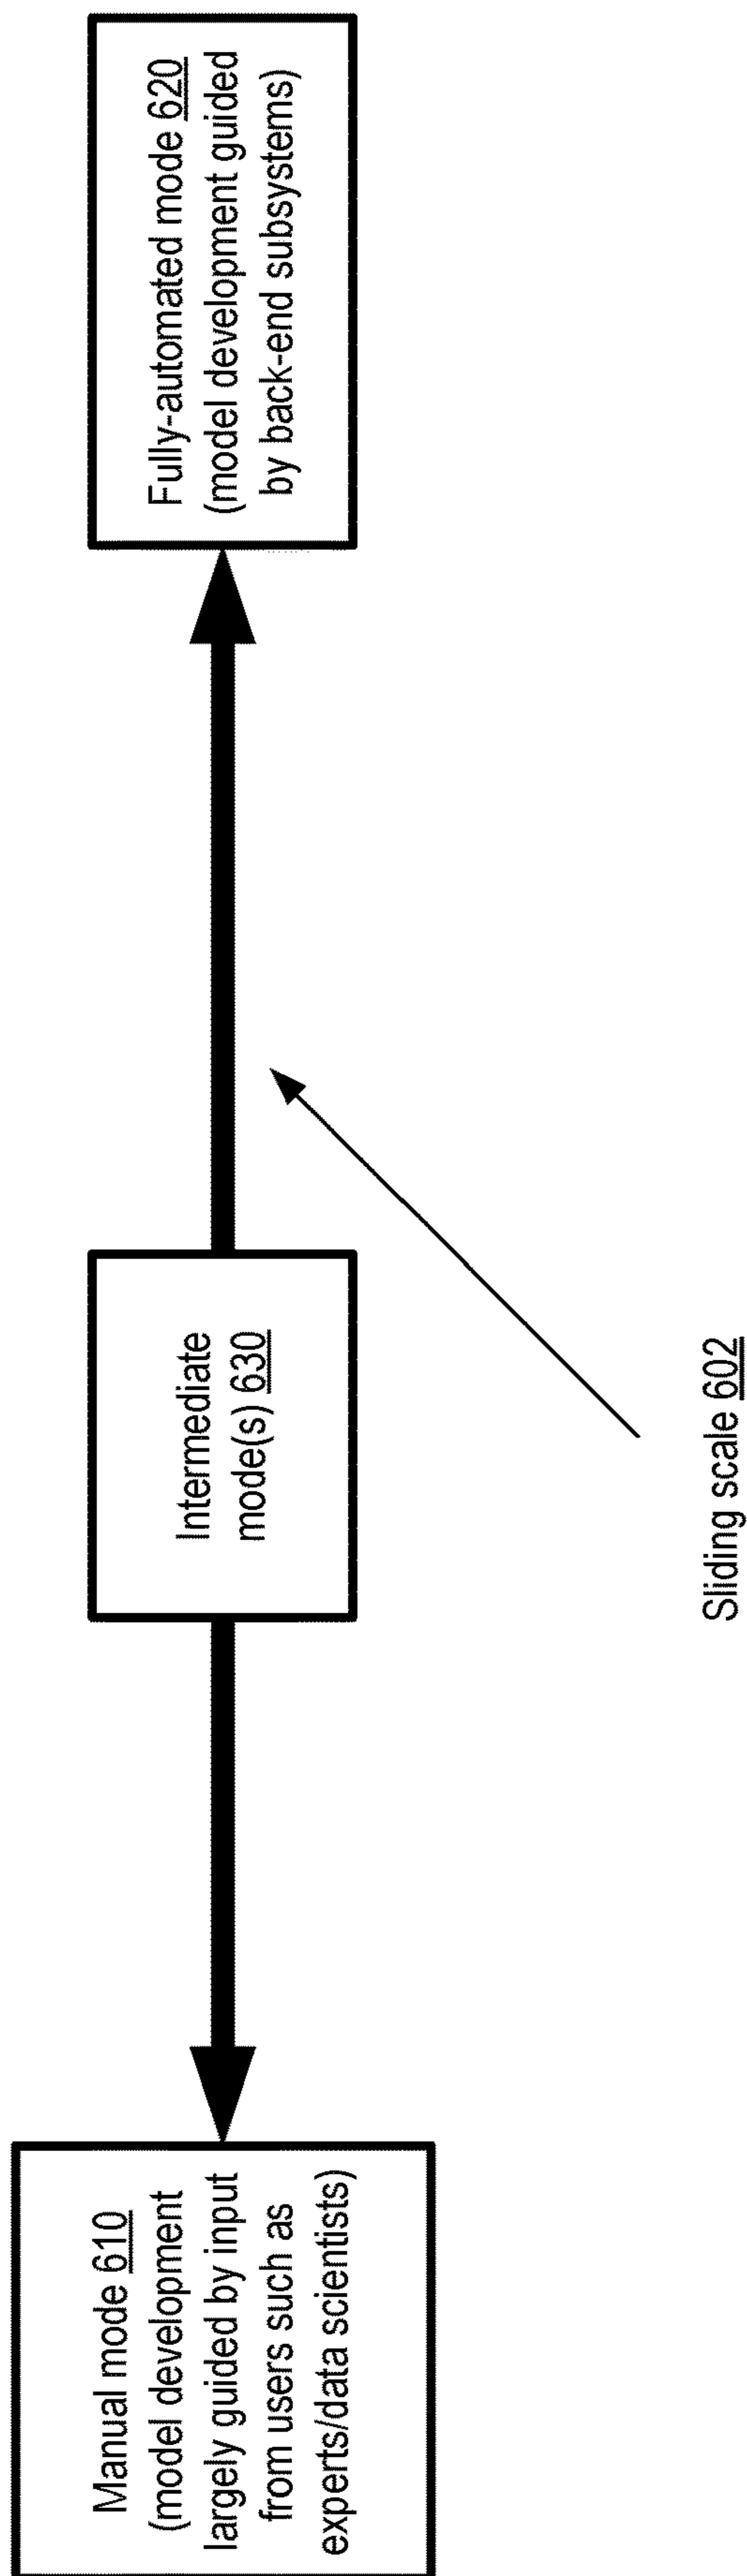 Manual mode 610
(model development
largely guided by input
from users such as
experts/data scientists)
Intermediate
mode(s) 630
Fully-automated mode 620
(model development guided
by back-end subsystems)
Sliding scale 602